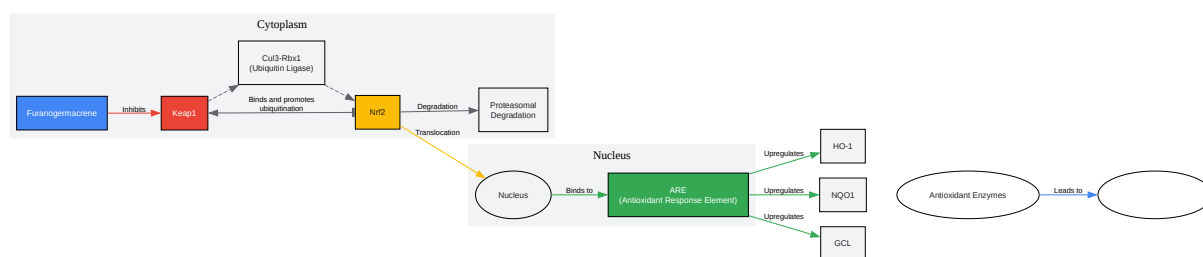 Cytoplasm
Cul3-Rbx1
(Ubiquitin Ligase)
Furanogermacrene
Inhibits
Keap1
Binds and promotes
ubiquitination
Nrf2
Degradation
Proteasomal
Degradation
Translocation
Nucleus
Nucleus
Binds to
ARE
(Antioxidant Response Element)
Upregulates
HO-1
Upregulates
NQO1
Upregulates
GCL
Antioxidant Enzymes
Leads to